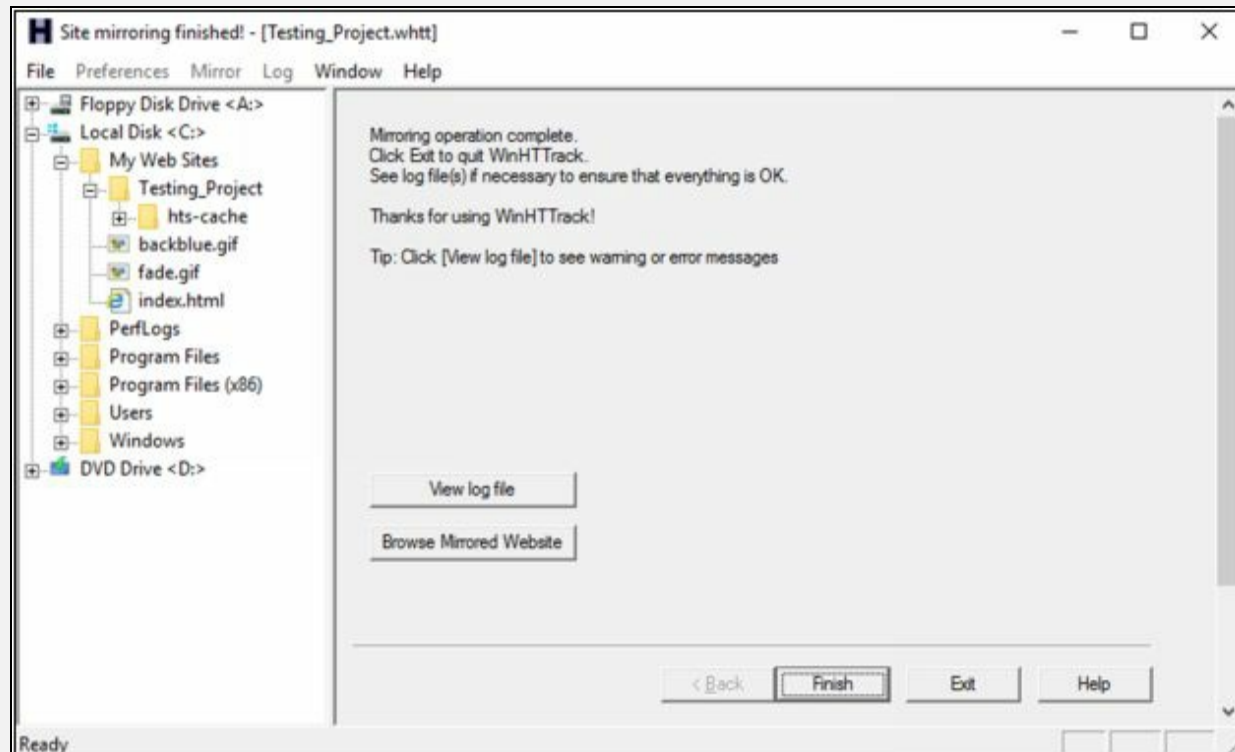 Site mirroring finished! - [Testing_Project.whtt]
File Preferences Mirror Log Window Help
Floppy Disk Drive <A:>
Local Disk <C:>
My Web Sites
Testing_Project
hts-cache
backblue.gif
fade.gif
index.html
PerfLogs
Program Files
Program Files (x86)
Users
Windows
DVD Drive <D:>
Mirroring operation complete.
Click Exit to quit WinHTTrack.
See log file(s) if necessary to ensure that everything is OK.
Thanks for using WinHTTrack!
Tip: Click [View log file] to see warning or error messages
View log file
Browse Mirrored Website
< Back Finish Exit Help
Ready